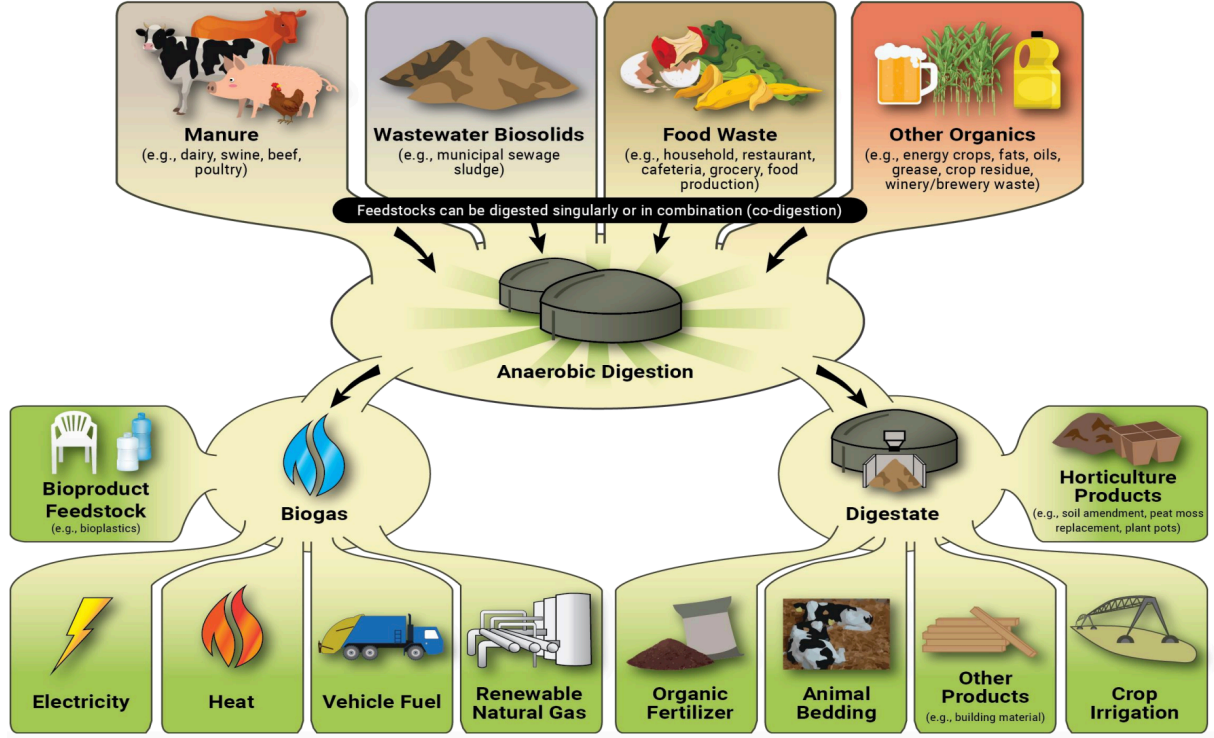 Manure
(e.g., dairy, swine, beef,
poultry)
Wastewater Biosolids
(e.g., municipal sewage
sludge)
Food Waste
(e.g., household, restaurant,
cafeteria, grocery, food
production)
Other Organics
(e.g., energy crops, fats, oils,
grease, crop residue,
winery/brewery waste)
Feedstocks can be digested singularly or in combination (co-digestion)
Anaerobic Digestion
Bioproduct
Feedstock
(e.g., bioplastics)
Biogas
Digestate
Horticulture
Products
(e.g., soil amendment, peat moss
replacement, plant pots)
Electricity
Heat
Vehicle Fuel
Renewable
Natural Gas
Organic
Fertilizer
Animal
Bedding
Other
Products
(e.g., building material)
Crop
Irrigation